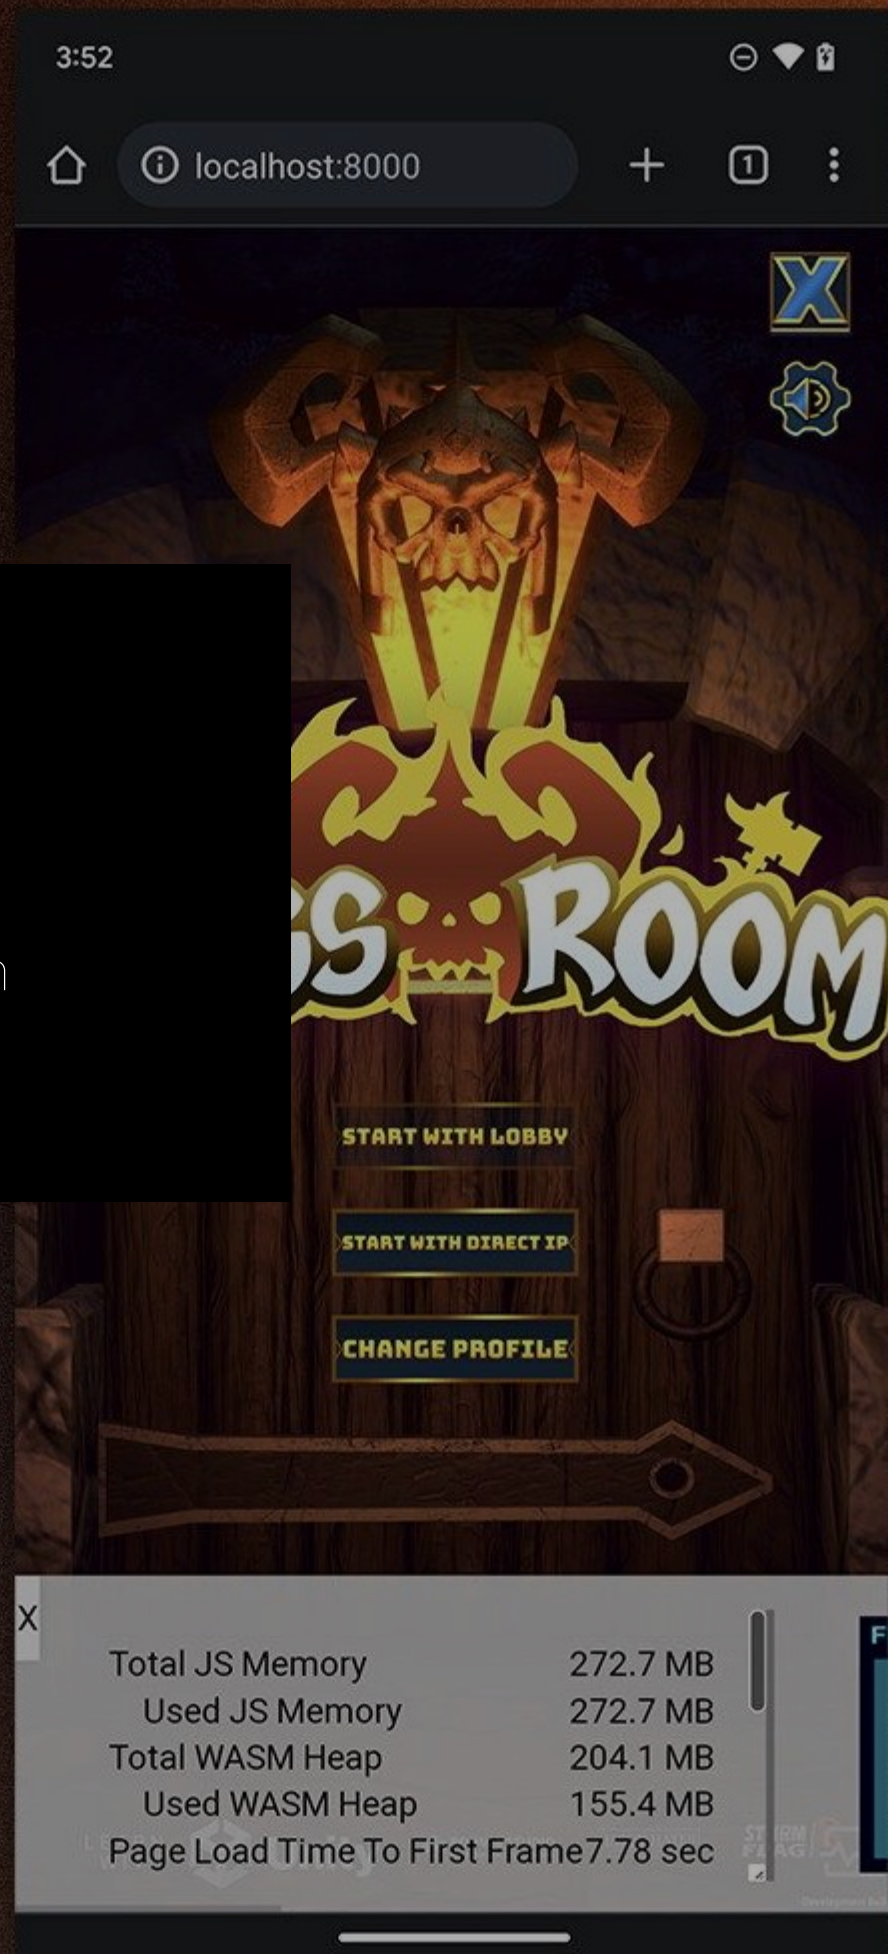 3:52
localhost:8000
1
X
ROOM
START WITH LOBBY
START WITH DIRECT IP
CHANGE PROFILE
X
Total JS Memory 272.7 MB
Used JS Memory 272.7 MB
Total WASM Heap 204.1 MB
Used WASM Heap 155.4 MB
Page Load Time To First Frame 7.78 sec